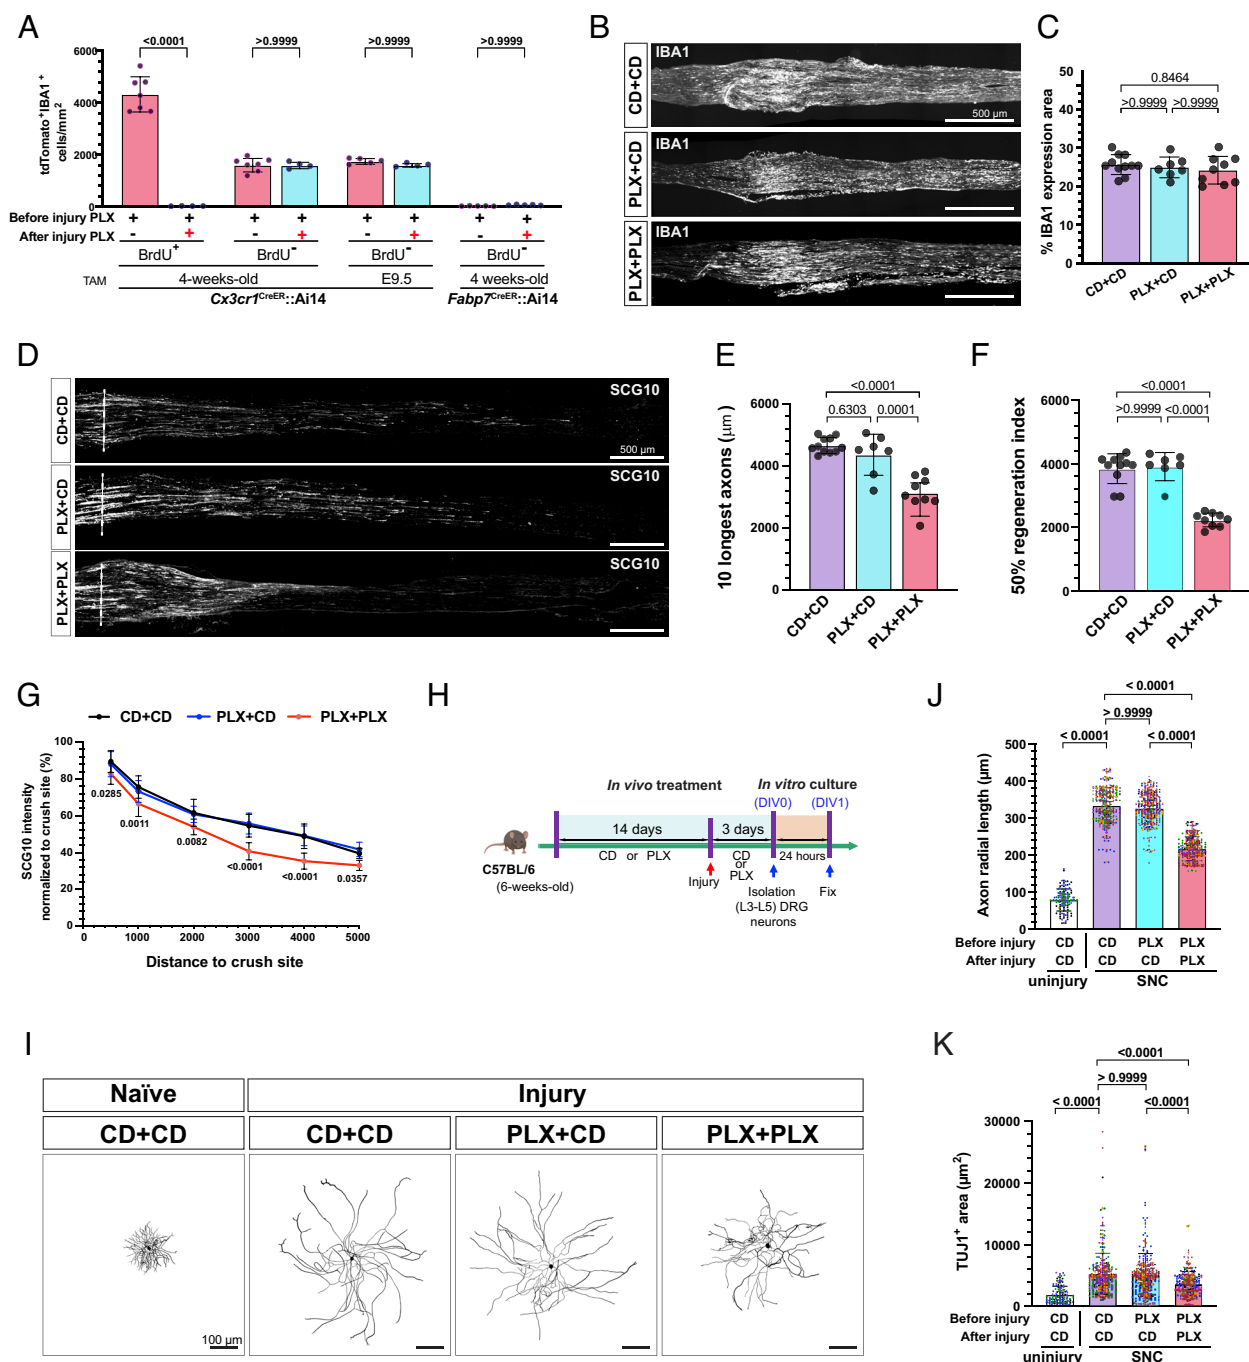 A
tdTomato+IBA1+
cells/mm2
6000
4000
2000
0
<0.0001
>0.9999
>0.9999
>0.9999
Before injury PLX + + + +
After injury PLX - + - + - + - +
BrdU+ BrdU- BrdU-
TAM 4-weeks-old E9.5 4 weeks-old
Cx3cr1CreER::Ai14 Fabp7CreER::Ai14
B
CD+CD
IBA1
500 µm
PLX+CD
IBA1
PLX+PLX
IBA1
C
% IBA1 expression area
50
40
30
20
10
0
0.8464
>0.9999 >0.9999
CD+CD
PLX+CD
PLX+PLX
D
CD+CD
SCG10
500 µm
PLX+CD
SCG10
PLX+PLX
SCG10
E
10 longest axons (µm)
6000
4000
2000
0
<0.0001
0.6303 0.0001
CD+CD
PLX+CD
PLX+PLX
F
50% regeneration index
6000
4000
2000
0
<0.0001
>0.9999 <0.0001
CD+CD
PLX+CD
PLX+PLX
G
CD+CD PLX+CD PLX+PLX
SCG10 intensity
normalized to crush site (%)
100
80
60
40
20
0
0.0285
0.0011
0.0082
<0.0001
<0.0001
0.0357
0 1000 2000 3000 4000 5000
Distance to crush site
H
In vivo treatment In vitro culture
(DIV0) (DIV1)
14 days 3 days
CD or PLX CD 24 hours
or
PLX
C57BL/6
(6-weeks-old)
Injury Isolation Fix
(L3-L5) DRG
neurons
I
Naïve Injury
CD+CD CD+CD PLX+CD PLX+PLX
100 µm
J
Axon radial length (µm)
500
400
300
200
100
0
< 0.0001
> 0.9999
< 0.0001 < 0.0001
Before injury CD CD PLX PLX
After injury CD CD CD PLX
uninjury SNC
K
TUJ1+ area (µm2)
30000
20000
10000
0
<0.0001
> 0.9999
< 0.0001 <0.0001
Before injury CD CD PLX PLX
After injury CD CD CD PLX
uninjury SNC